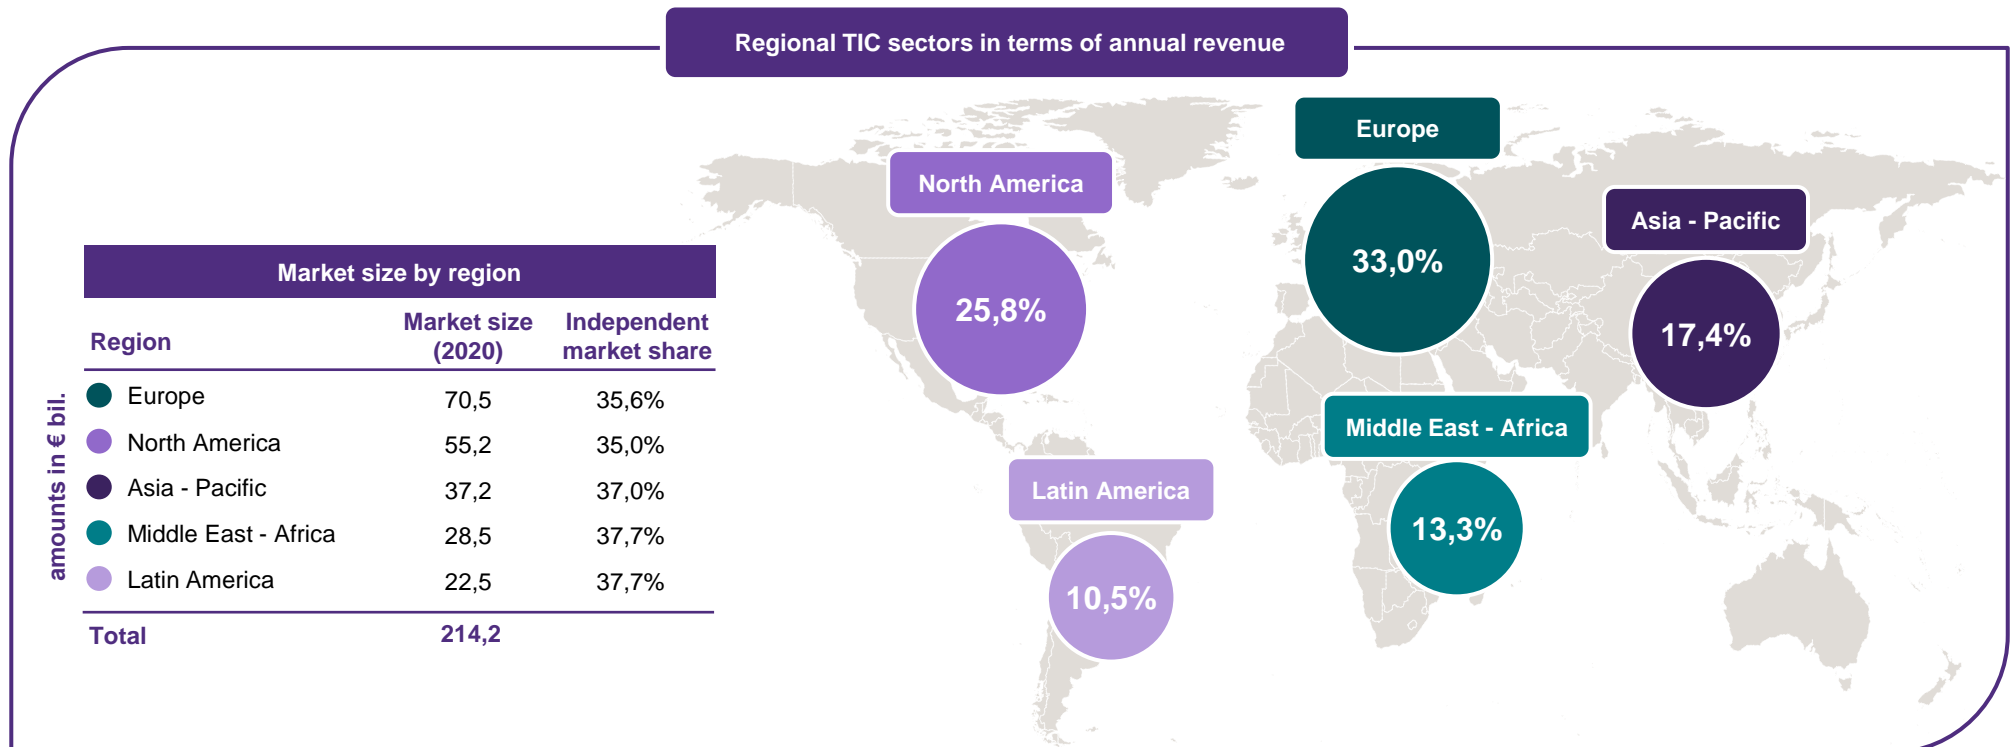 Regional TIC sectors in terms of annual revenue
Europe
North America
Asia - Pacific
33,0%
25,8%
17,4%
Middle East - Africa
Latin America
13,3%
10,5%
Market size by region
Region
Market size
(2020)
Independent
market share
amounts in € bil.
Europe 70,5 35,6%
North America 55,2 35,0%
Asia - Pacific 37,2 37,0%
Middle East - Africa 28,5 37,7%
Latin America 22,5 37,7%
Total 214,2